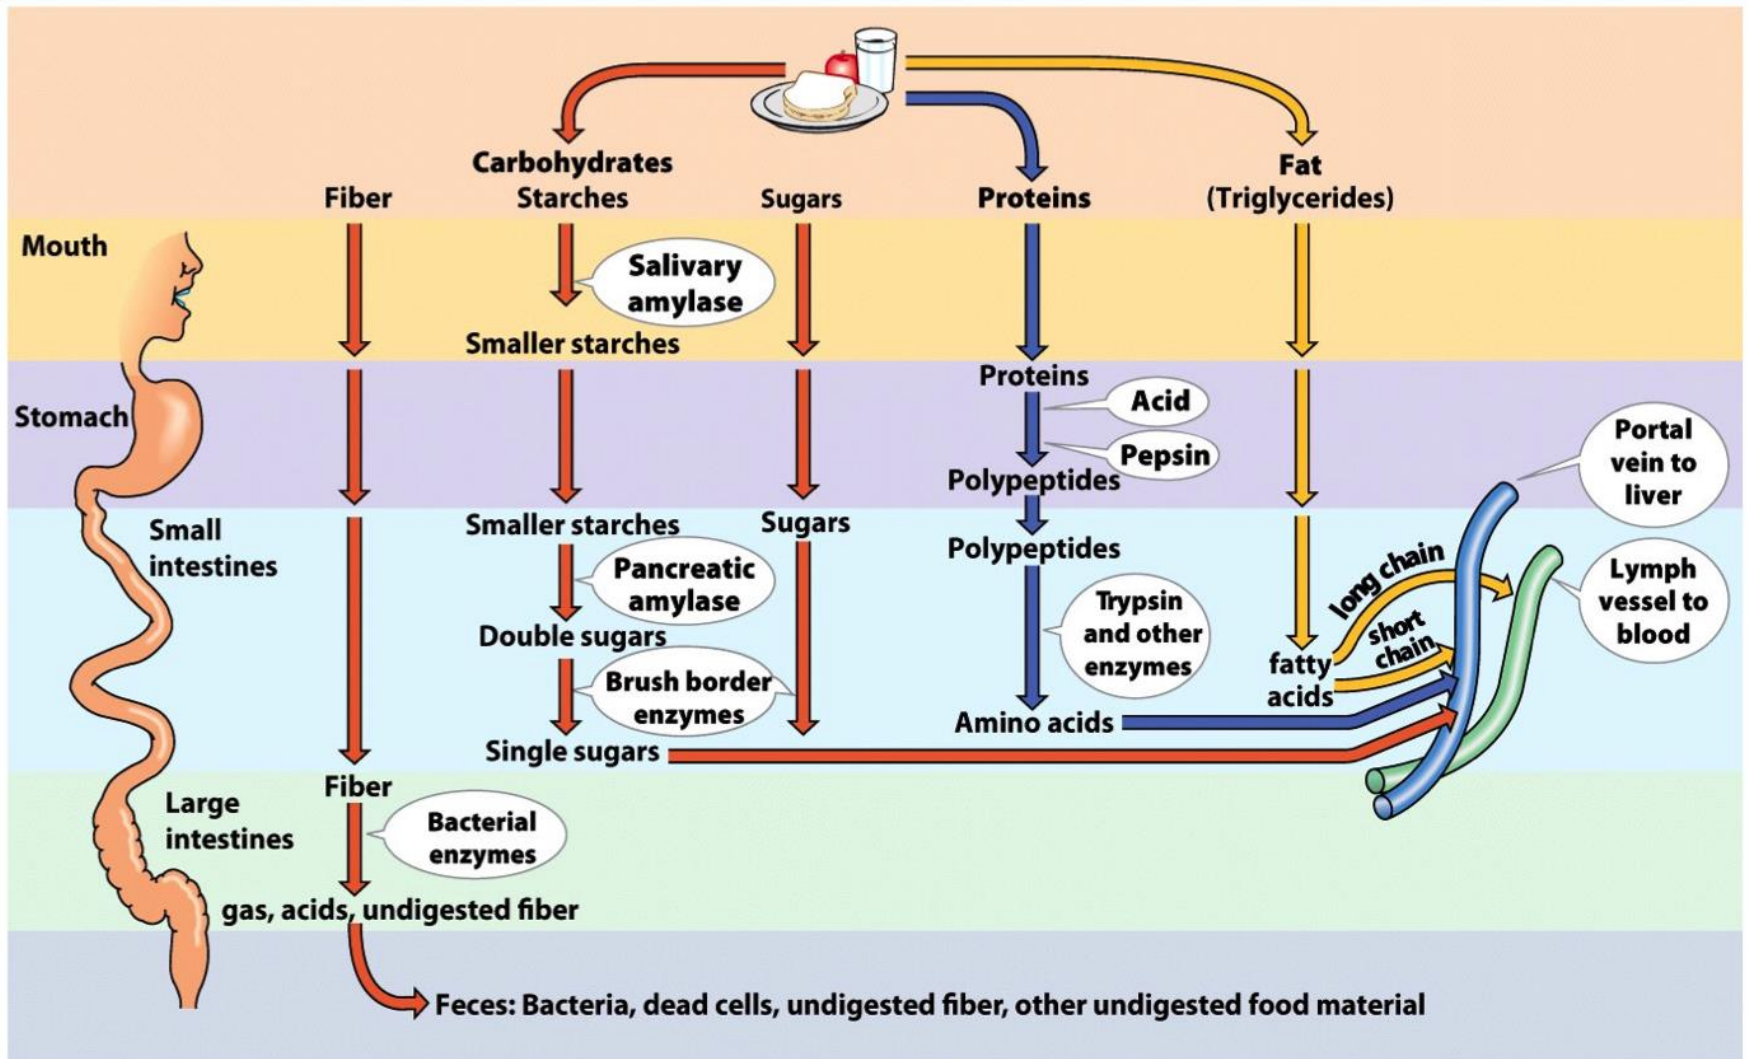 Carbohydrates
Fat
Fiber
Starches
Sugars
Proteins
(Triglycerides)
Mouth
Salivary
amylase
Smaller starches
Stomach
Proteins
Acid
Pepsin
Polypeptides
Portal
vein to
liver
Small
intestines
Smaller starches
Sugars
Polypeptides
Pancreatic
amylase
Double sugars
Brush border
enzymes
Single sugars
Trypsin
and other
enzymes
Amino acids
long chain
short
chain
fatty
acids
Lymph
vessel to
blood
Large
intestines
Fiber
Bacterial
enzymes
gas, acids, undigested fiber
Feces: Bacteria, dead cells, undigested fiber, other undigested food material